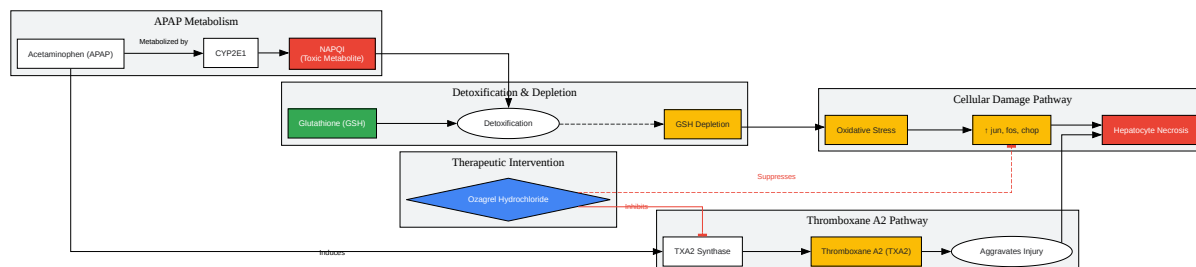 APAP Metabolism
Acetaminophen (APAP)
Metabolized by
CYP2E1
NAPQI
(Toxic Metabolite)
Detoxification & Depletion
Glutathione (GSH)
Detoxification
GSH Depletion
Cellular Damage Pathway
Oxidative Stress
↑ jun, fos, chop
Hepatocyte Necrosis
Therapeutic Intervention
Ozagrel Hydrochloride
Suppresses
Inhibits
Thromboxane A2 Pathway
Induces
TXA2 Synthase
Thromboxane A2 (TXA2)
Aggravates Injury